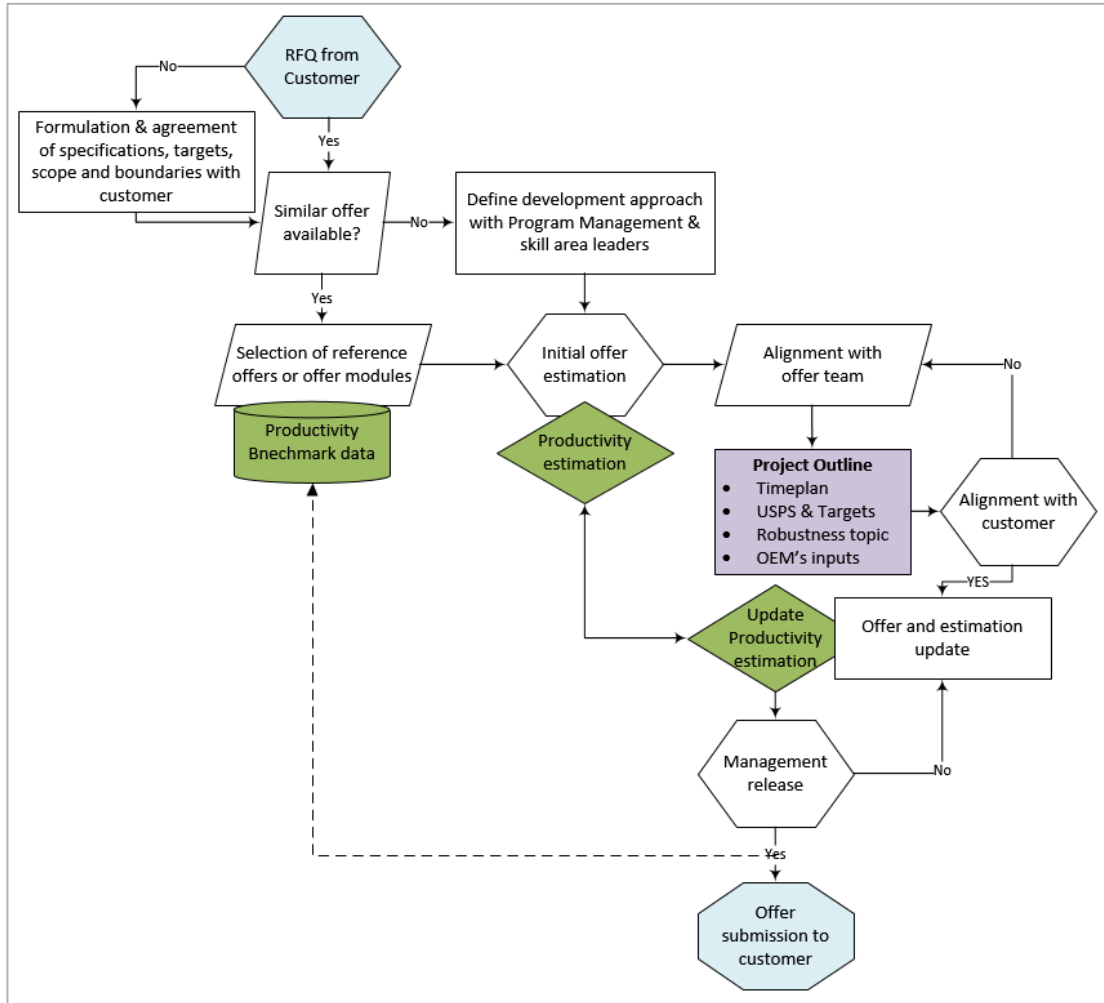 RFQ from
Customer
No
Yes
Formulation & agreement
of specifications, targets,
scope and boundaries with
customer
Similar offer
available?
No
Define development approach
with Program Management &
skill area leaders
Yes
Selection of reference
offers or offer modules
Productivity
Bnechmark data
Initial offer
estimation
Productivity
estimation
Alignment with
offer team
No
Project Outline
• Timeplan
• USPS & Targets
• Robustness topic
• OEM's inputs
Alignment with
customer
YES
Update
Productivity
estimation
Offer and estimation
update
Management
release
No
Yes
Offer
submission to
customer